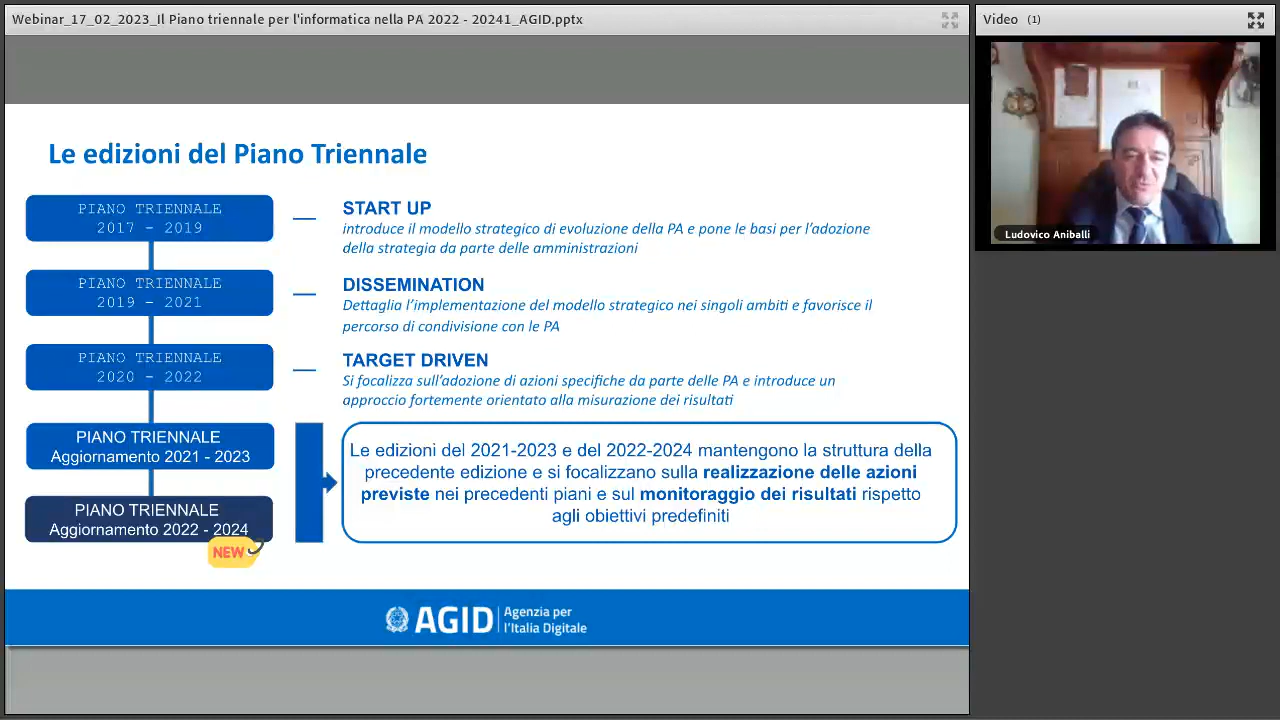 Webinar_17_02_2023_Il Piano triennale per l'informatica nella PA 2022 - 20241_AGID.pptx
Video (1)
Ludovico Aniballi
Le edizioni del Piano Triennale
PIANO TRIENNALE
2017 - 2019
START UP
introduce il modello strategico di evoluzione della PA e pone le basi per l'adozione
della strategia da parte delle amministrazioni
PIANO TRIENNALE
2019 - 2021
DISSEMINATION
Dettaglia l'implementazione del modello strategico nei singoli ambiti e favorisce il
percorso di condivisione con le PA
PIANO TRIENNALE
2020 - 2022
TARGET DRIVEN
Si focalizza sull'adozione di azioni specifiche da parte delle PA e introduce un
approccio fortemente orientato alla misurazione dei risultati
PIANO TRIENNALE
Aggiornamento 2021 - 2023
PIANO TRIENNALE
Aggiornamento 2022 - 2024
NEW
Le edizioni del 2021-2023 e del 2022-2024 mantengono la struttura della
precedente edizione e si focalizzano sulla realizzazione delle azioni
previste nei precedenti piani e sul monitoraggio dei risultati rispetto
agli obiettivi predefiniti
AGID
Agenzia per
l'Italia Digitale